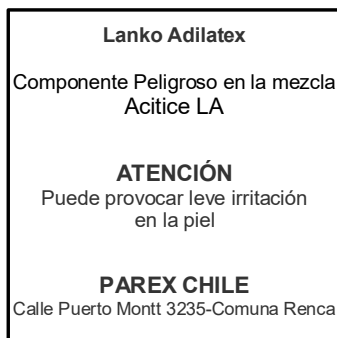 Lanko Adilatex
Componente Peligroso en la mezcla
Acitice LA
ATENCIÓN
Puede provocar leve irritación
en la piel
PAREX CHILE
Calle Puerto Montt 3235-Comuna Renca